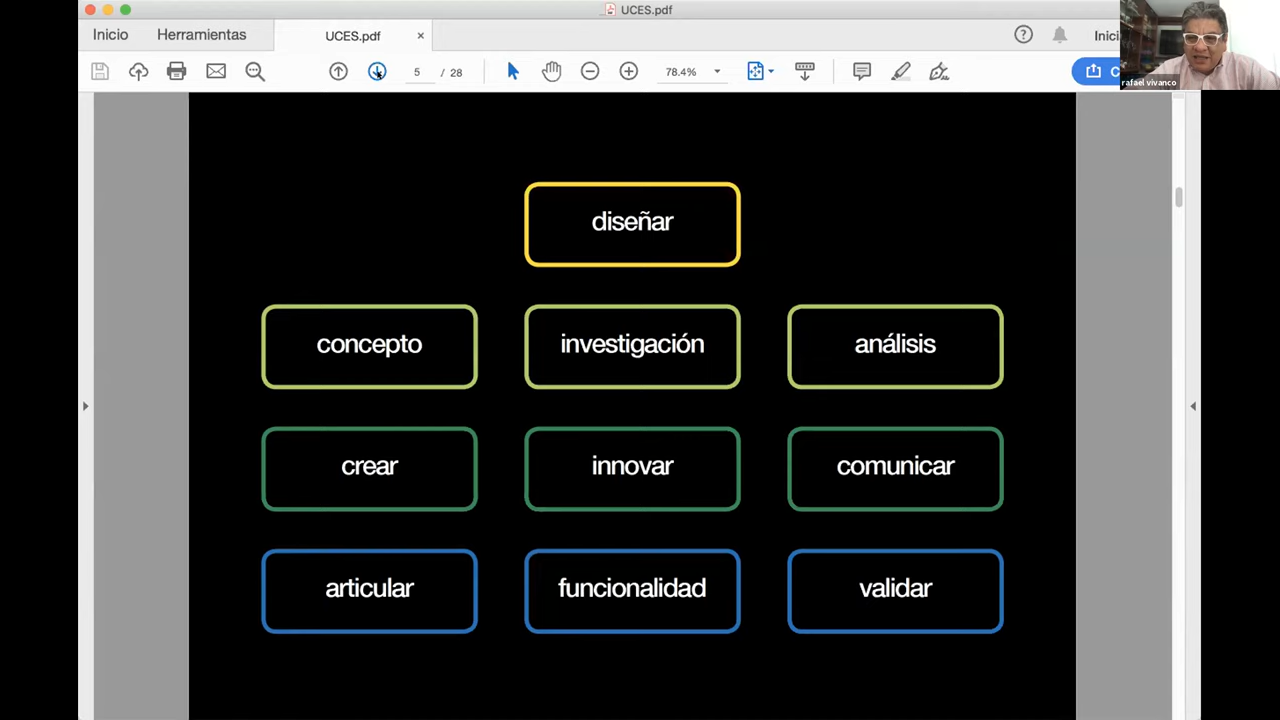 UCES.pdf
Inicio Herramientas UCES.pdf × Inici
5 / 28 78.4% C
rafael vivanco
diseñar
concepto investigación análisis
crear innovar comunicar
articular funcionalidad validar